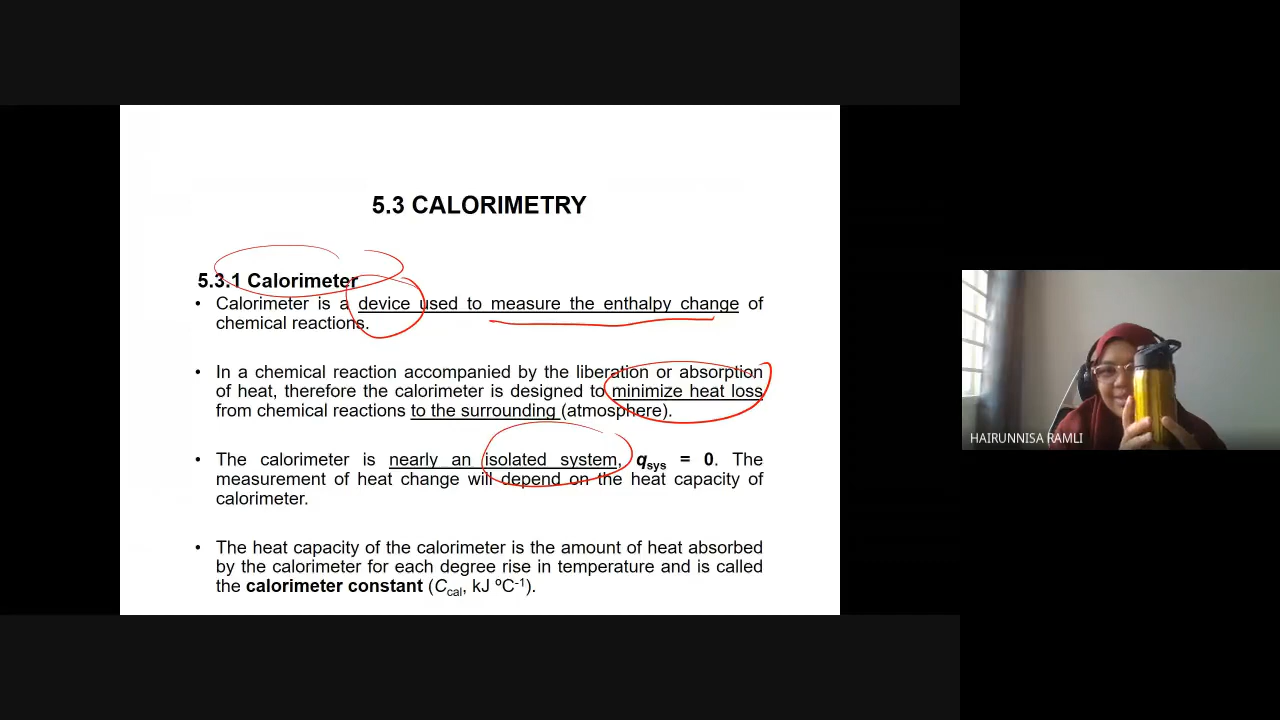 5.3 CALORIMETRY
5.3.1 Calorimeter
• Calorimeter is a device used to measure the enthalpy change of
chemical reactions.
• In a chemical reaction accompanied by the liberation or absorption
of heat, therefore the calorimeter is designed to minimize heat loss
from chemical reactions to the surrounding (atmosphere).
• The calorimeter is nearly an isolated system, qsys = 0. The
measurement of heat change will depend on the heat capacity of
calorimeter.
• The heat capacity of the calorimeter is the amount of heat absorbed
by the calorimeter for each degree rise in temperature and is called
the calorimeter constant (Ccal, kJ ºC-1).
HAIRUNNISA RAMLI